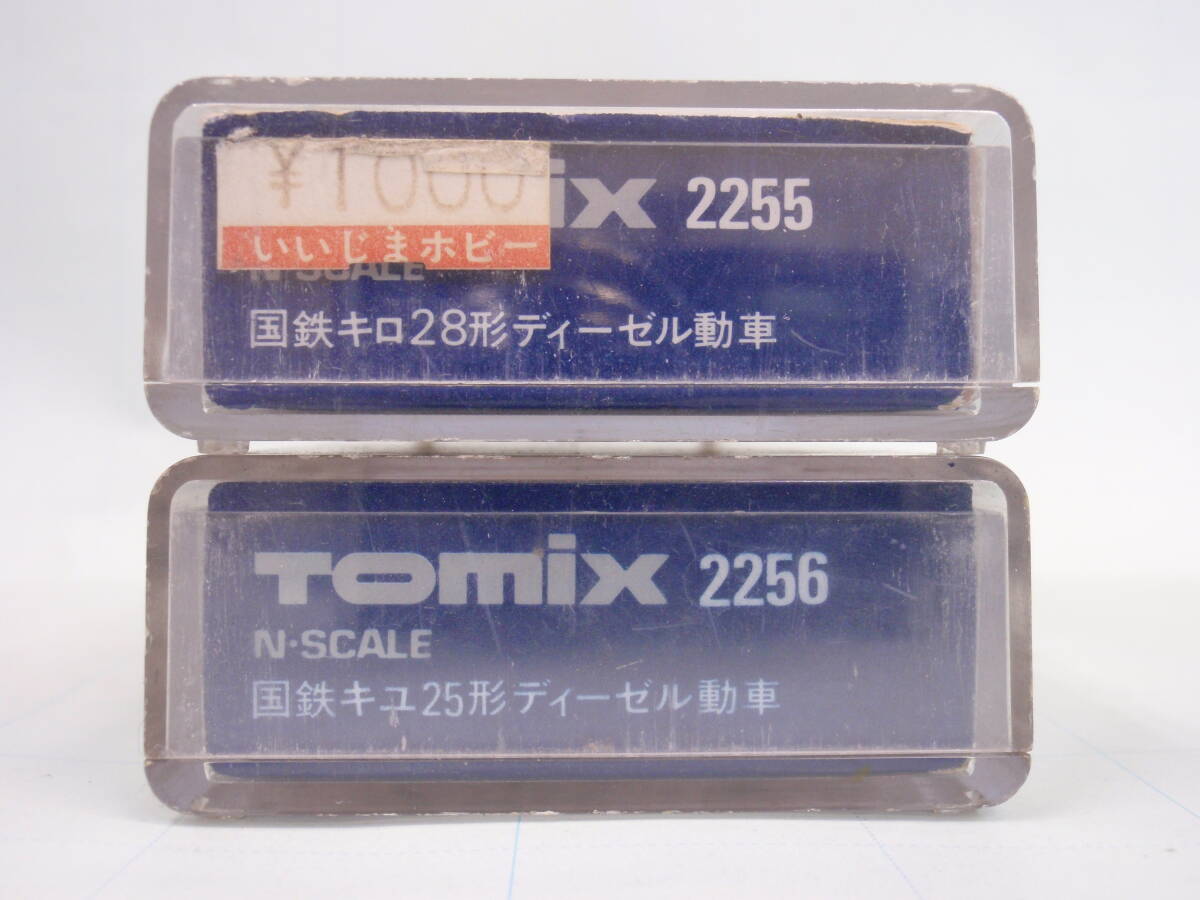 ¥1000
ix 2255
いいじまホビー
N·SCALE
国鉄キロ28形ディーゼル動車
TOMIX 2256
N·SCALE
国鉄キユ25形ディーゼル動車